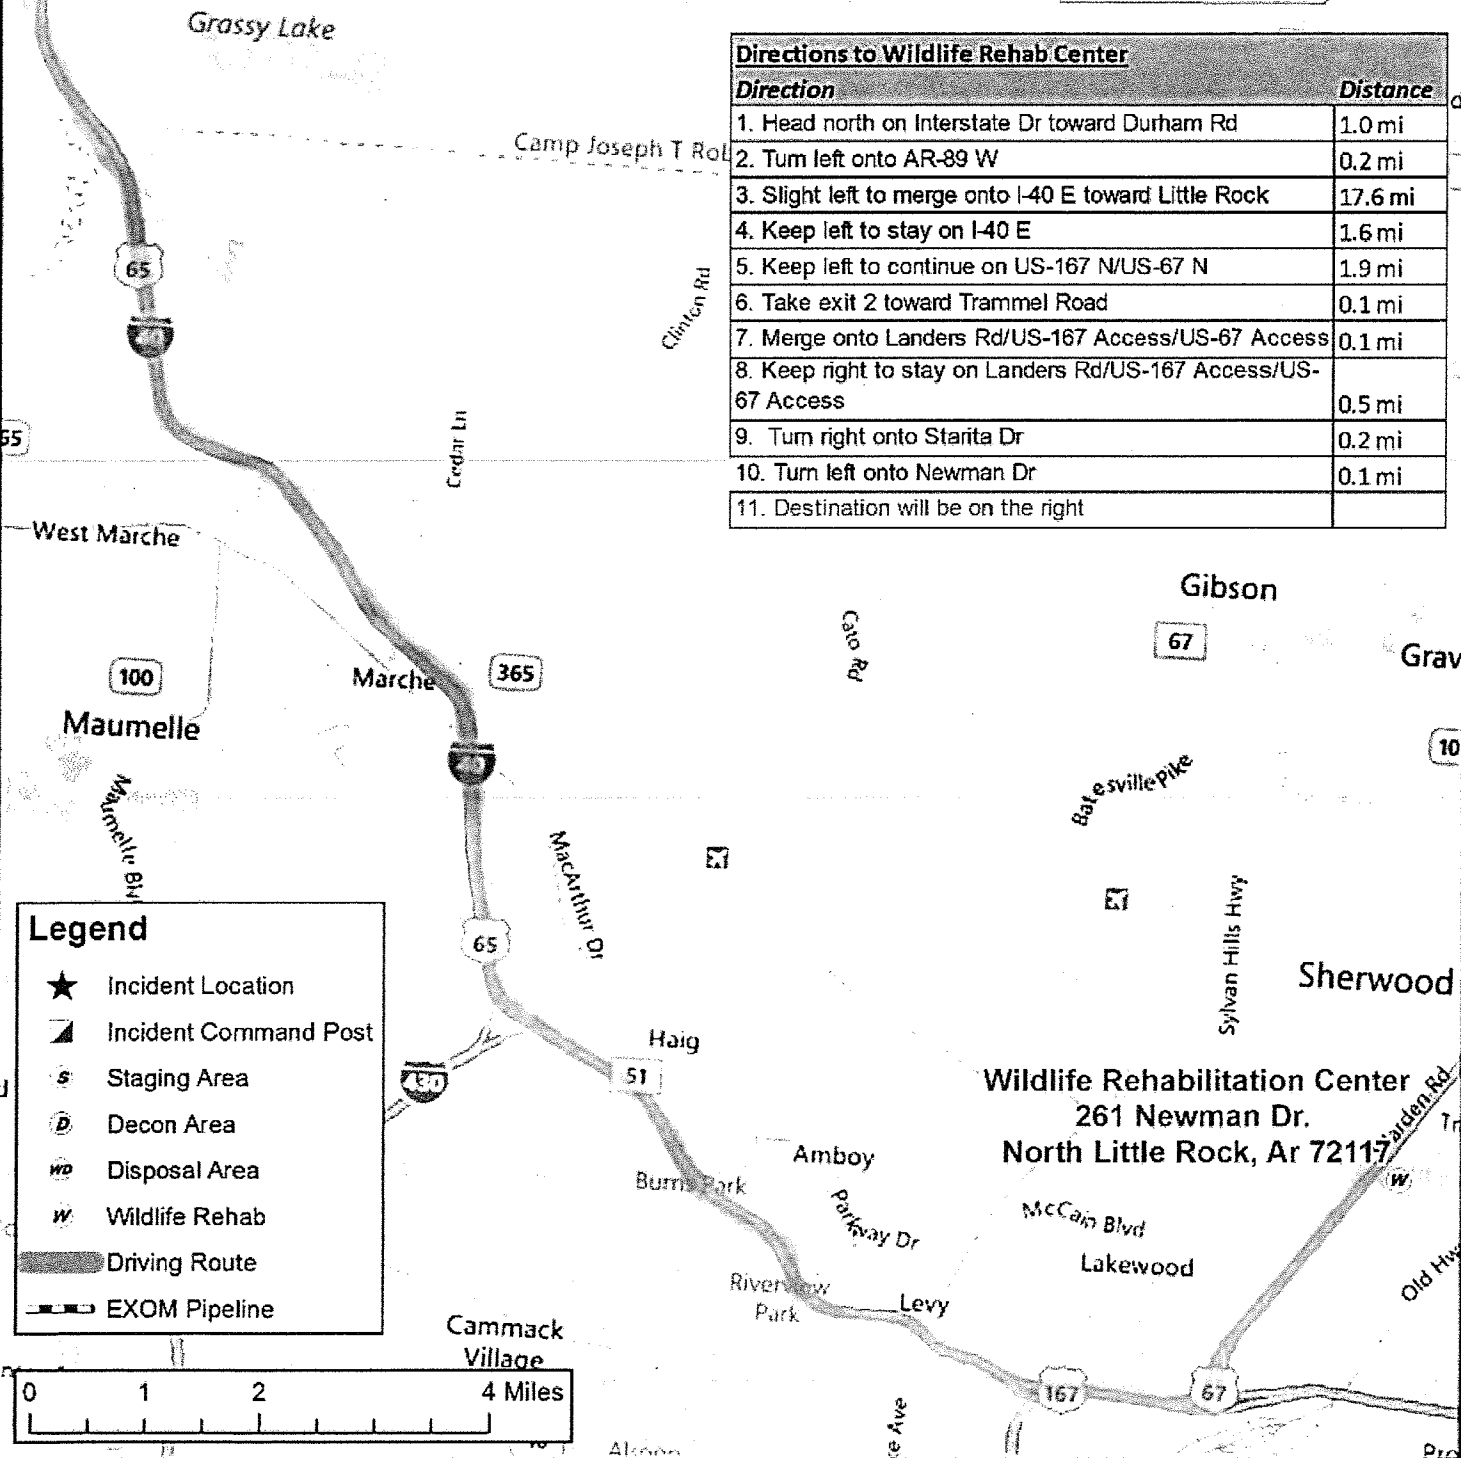 Grassy Lake
Directions to Wildlife Rehab Center
Direction Distance
1. Head north on Interstate Dr toward Durham Rd 1.0 mi
2. Turn left onto AR-89 W 0.2 mi
3. Slight left to merge onto I-40 E toward Little Rock 17.6 mi
4. Keep left to stay on I-40 E 1.6 mi
5. Keep left to continue on US-167 N/US-67 N 1.9 mi
6. Take exit 2 toward Trammel Road 0.1 mi
7. Merge onto Landers Rd/US-167 Access/US-67 Access 0.1 mi
8. Keep right to stay on Landers Rd/US-167 Access/US-
67 Access 0.5 mi
9. Turn right onto Starita Dr 0.2 mi
10. Turn left onto Newman Dr 0.1 mi
11. Destination will be on the right
Camp Joseph T
65
Clinton Rd
40
Cedar Ln
West Marche
Gibson
67
Cato Rd
100
Marche
365
Maumelle
40
Batesville Pike
Maumelle
MacArthur Dr
65
Sylvan Hills Hwy
Sherwood
Legend
Incident Location
Incident Command Post
S Staging Area
D Decon Area
WD Disposal Area
W Wildlife Rehab
Driving Route
EXOM Pipeline
Haig
430
51
Wildlife Rehabilitation Center
261 Newman Dr.
North Little Rock, Ar 72117
W
Amboy
Burns Park
Parkway Dr
McCain Blvd
Lakewood
Riverview
Park
Levy
Old
Cammack
Village
0 1 2 4 Miles
167
67
Ave